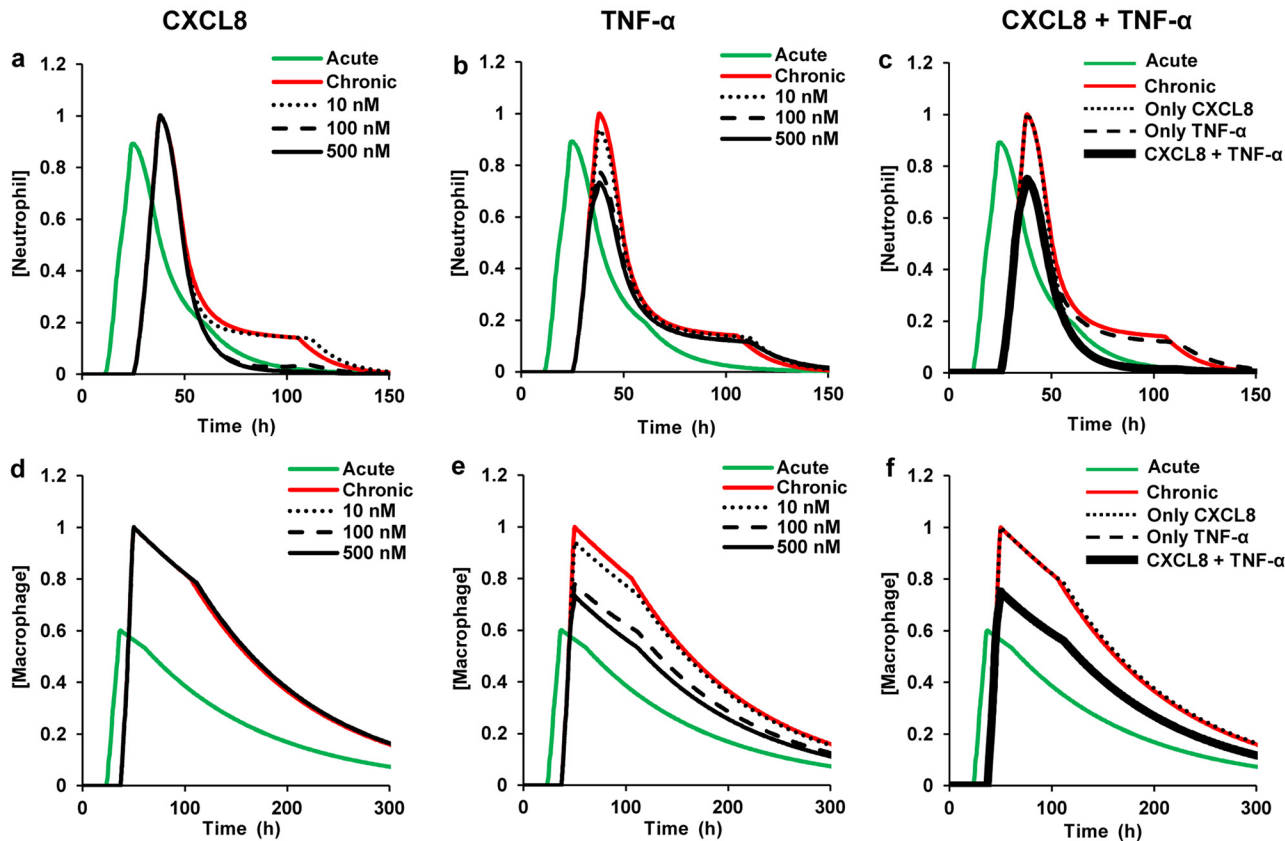 CXCL8
TNF-α
CXCL8 + TNF-α
a
Acute
Chronic
10 nM
100 nM
500 nM
[Neutrophil]
1.2
1
0.8
0.6
0.4
0.2
0
0 50 100 150
Time (h)
b
Acute
Chronic
10 nM
100 nM
500 nM
[Neutrophil]
1.2
1
0.8
0.6
0.4
0.2
0
0 50 100 150
Time (h)
c
Acute
Chronic
Only CXCL8
Only TNF-α
CXCL8 + TNF-α
[Neutrophil]
1.2
1
0.8
0.6
0.4
0.2
0
0 50 100 150
Time (h)
d
Acute
Chronic
10 nM
100 nM
500 nM
[Macrophage]
1.2
1
0.8
0.6
0.4
0.2
0
0 100 200 300
Time (h)
e
Acute
Chronic
10 nM
100 nM
500 nM
[Macrophage]
1.2
1
0.8
0.6
0.4
0.2
0
0 100 200 300
Time (h)
f
Acute
Chronic
Only CXCL8
Only TNF-α
CXCL8 + TNF-α
[Macrophage]
1.2
1
0.8
0.6
0.4
0.2
0
0 100 200 300
Time (h)